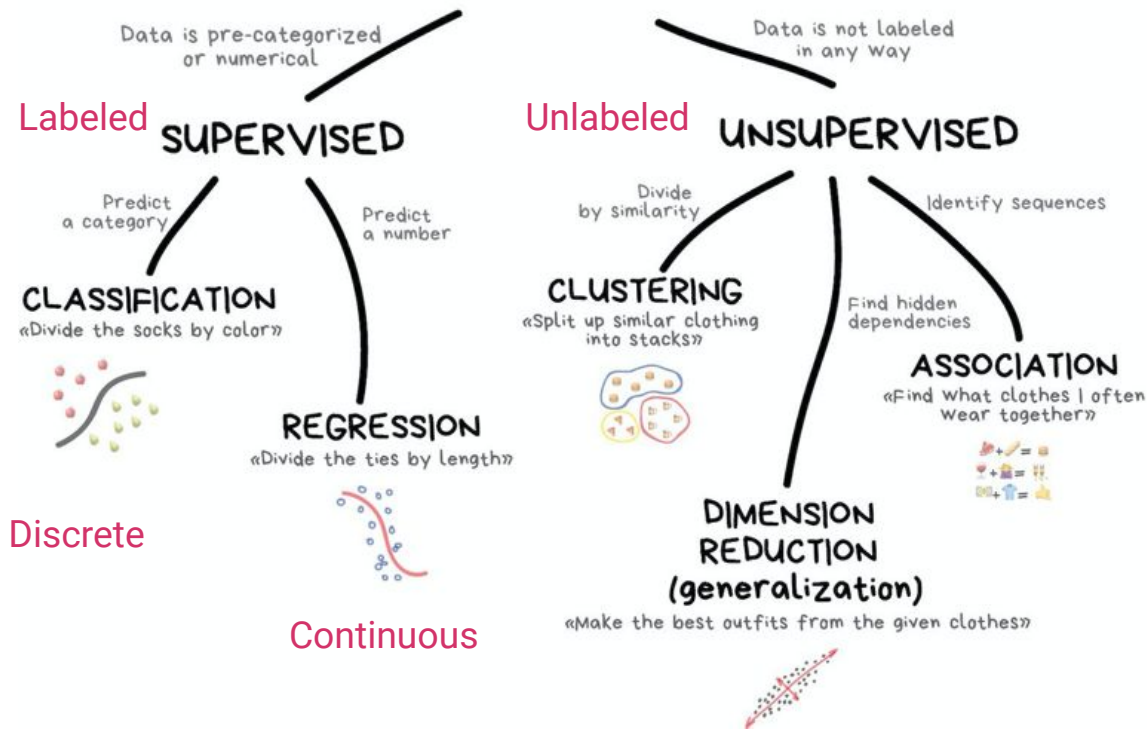 Data is pre-categorized
or numerical
Data is not labeled
in any way
Labeled
SUPERVISED
Unlabeled
UNSUPERVISED
Predict
a category
Predict
a number
Divide
by similarity
Identify sequences
CLASSIFICATION
«Divide the socks by color»
CLUSTERING
«Split up similar clothing
into stacks»
Find hidden
dependencies
ASSOCIATION
«Find what clothes I often
wear together»
REGRESSION
«Divide the ties by length»
+ =
+ =
+ =
Discrete
DIMENSION
REDUCTION
(generalization)
«Make the best outfits from the given clothes»
Continuous